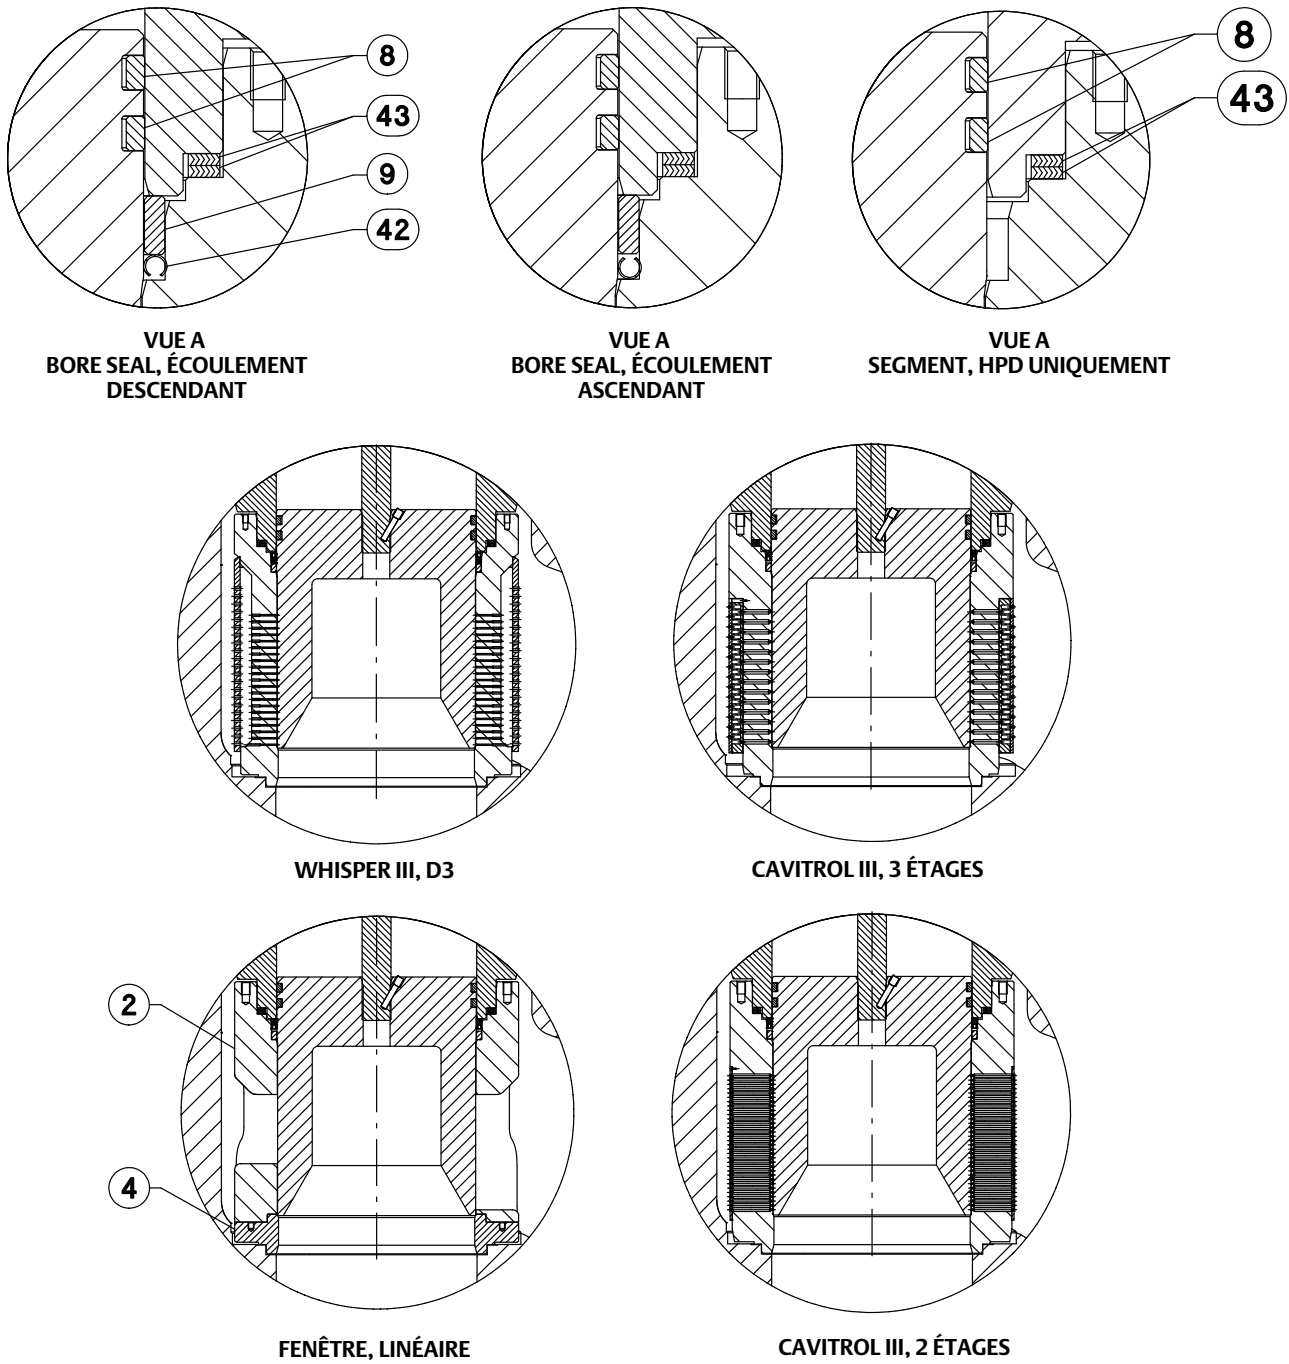 8
43
9
42
8
43
VUE A
BORE SEAL, ÉCOULEMENT
DESCENDANT
VUE A
BORE SEAL, ÉCOULEMENT
ASCENDANT
VUE A
SEGMENT, HPD UNIQUEMENT
WHISPER III, D3
CAVITROL III, 3 ÉTAGES
2
4
FENÊTRE, LINÉAIRE
CAVITROL III, 2 ÉTAGES